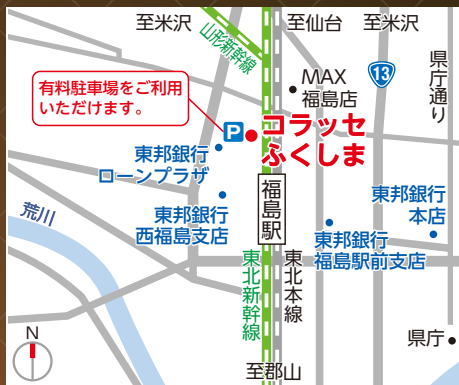 至米沢
至仙台
至米沢
山形新幹線
13
県庁通り
MAX
福島店
有料駐車場をご利用
いただけます。
P
コラッセ
ふくしま
東邦銀行
ローンプラザ
福島駅
東邦銀行
本店
荒川
東邦銀行
西福島支店
東邦銀行
福島駅前支店
東北新幹線
東北本線
N
県庁
至郡山